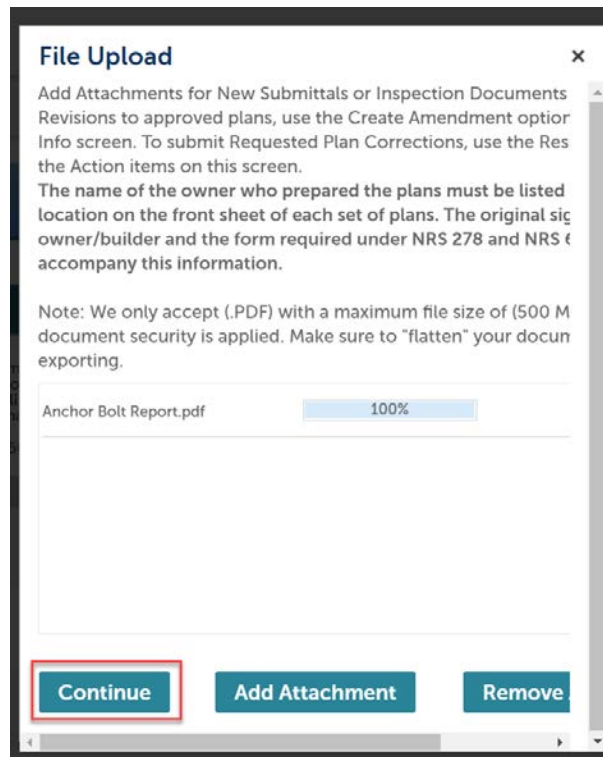 File Upload ×
Add Attachments for New Submittals or Inspection Documents
Revisions to approved plans, use the Create Amendment option
Info screen. To submit Requested Plan Corrections, use the Res
the Action items on this screen.
The name of the owner who prepared the plans must be listed
location on the front sheet of each set of plans. The original sig
owner/builder and the form required under NRS 278 and NRS
accompany this information.
Note: We only accept (.PDF) with a maximum file size of (500 M
document security is applied. Make sure to "flatten" your docum
exporting.
Anchor Bolt Report.pdf 100%
Continue Add Attachment Remove